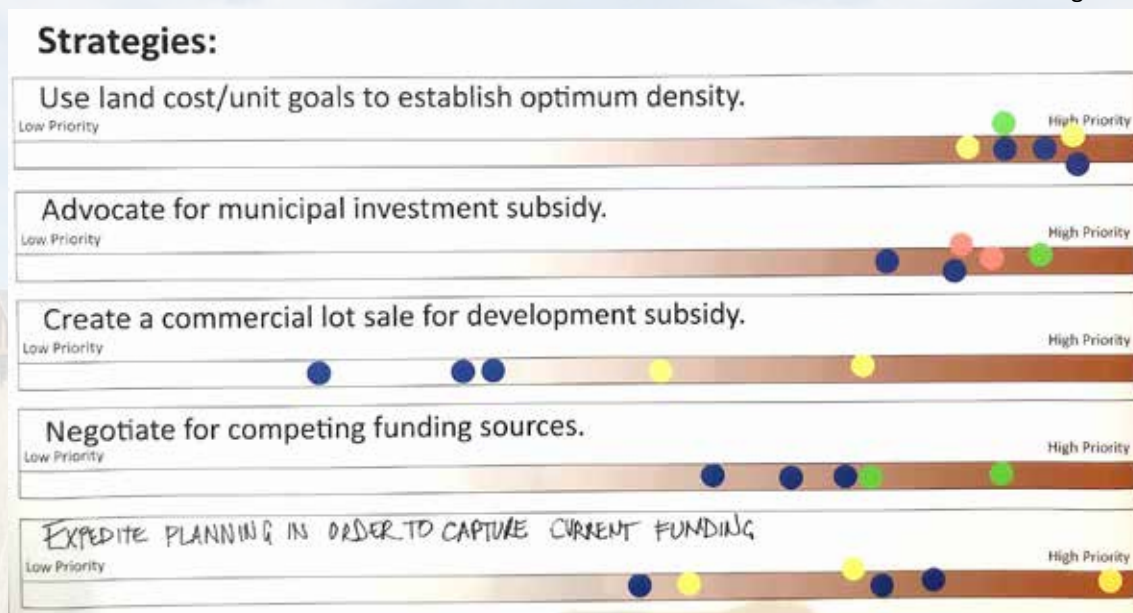 Strategies:
Use land cost/unit goals to establish optimum density.
Low Priority High Priority
Advocate for municipal investment subsidy.
Low Priority High Priority
Create a commercial lot sale for development subsidy.
Low Priority High Priority
Negotiate for competing funding sources.
Low Priority High Priority
EXPEDITE PLANNING IN ORDER TO CAPTURE CURRENT FUNDING
Low Priority High Priority